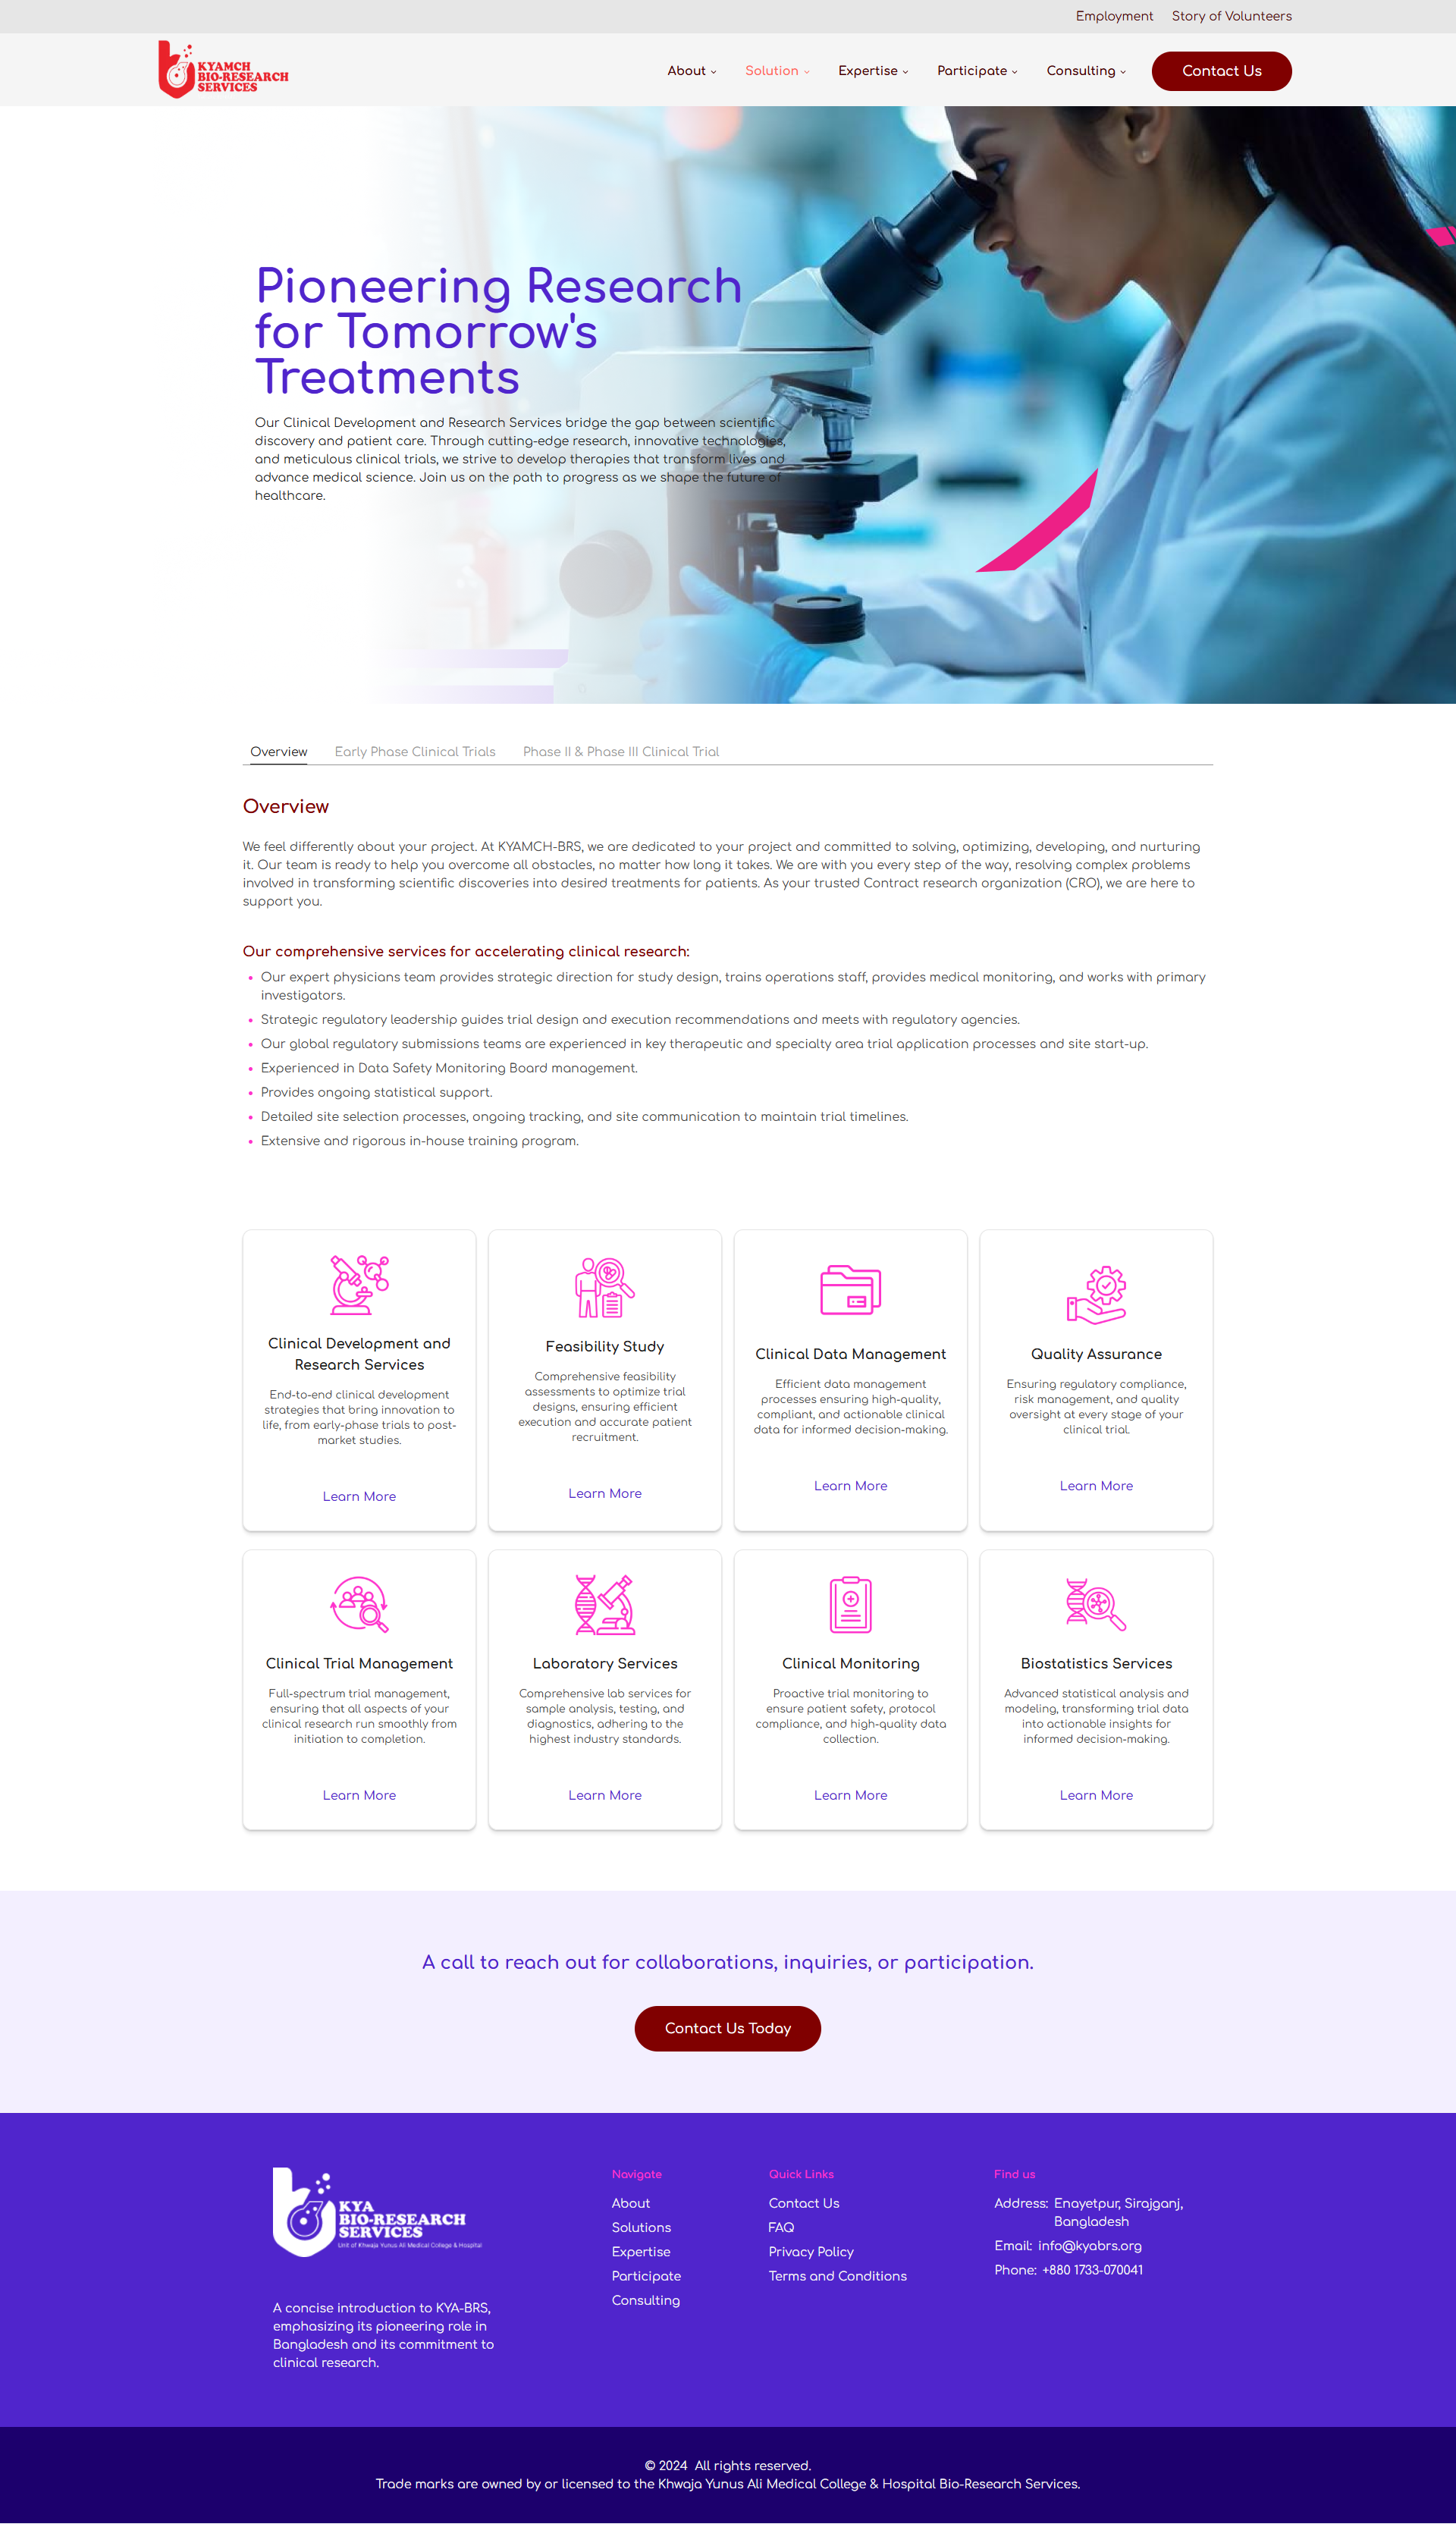 Employment Story of Volunteers
KYAMCH
BIO-RESEARCH
SERVICES
About Solution Expertise Participate Consulting Contact Us
Pioneering Research
for Tomorrow's
Treatments
Our Clinical Development and Research Services bridge the gap between scientific
discovery and patient care. Through cutting-edge research, innovative technologies,
and meticulous clinical trials, we strive to develop therapies that transform lives and
advance medical science. Join us on the path to progress as we shape the future of
healthcare.
Overview Early Phase Clinical Trials Phase II & Phase III Clinical Trial
Overview
We feel differently about your project. At KYAMCH-BRS, we are dedicated to your project and committed to solving, optimizing, developing, and nurturing
it. Our team is ready to help you overcome all obstacles, no matter how long it takes. We are with you every step of the way, resolving complex problems
involved in transforming scientific discoveries into desired treatments for patients. As your trusted Contract research organization (CRO), we are here to
support you.
Our comprehensive services for accelerating clinical research:
• Our expert physicians team provides strategic direction for study design, trains operations staff, provides medical monitoring, and works with primary
investigators.
• Strategic regulatory leadership guides trial design and execution recommendations and meets with regulatory agencies.
• Our global regulatory submissions teams are experienced in key therapeutic and specialty area trial application processes and site start-up.
• Experienced in Data Safety Monitoring Board management.
• Provides ongoing statistical support.
• Detailed site selection processes, ongoing tracking, and site communication to maintain trial timelines.
• Extensive and rigorous in-house training program.
Clinical Development and
Research Services
End-to-end clinical development
strategies that bring innovation to
life, from early-phase trials to post-
market studies.
Learn More
Feasibility Study
Comprehensive feasibility
assessments to optimize trial
designs, ensuring efficient
execution and accurate patient
recruitment.
Learn More
Clinical Data Management
Efficient data management
processes ensuring high-quality,
compliant, and actionable clinical
data for informed decision-making.
Learn More
Quality Assurance
Ensuring regulatory compliance,
risk management, and quality
oversight at every stage of your
clinical trial.
Learn More
Clinical Trial Management
Full-spectrum trial management,
ensuring that all aspects of your
clinical research run smoothly from
initiation to completion.
Learn More
Laboratory Services
Comprehensive lab services for
sample analysis, testing, and
diagnostics, adhering to the
highest industry standards.
Learn More
Clinical Monitoring
Proactive trial monitoring to
ensure patient safety, protocol
compliance, and high-quality data
collection.
Learn More
Biostatistics Services
Advanced statistical analysis and
modeling, transforming trial data
into actionable insights for
informed decision-making.
Learn More
A call to reach out for collaborations, inquiries, or participation.
Contact Us Today
KYA
BIO-RESEARCH
SERVICES
Unit of Khwaja Yunus Ali Medical College & Hospital
A concise introduction to KYA-BRS,
emphasizing its pioneering role in
Bangladesh and its commitment to
clinical research.
Navigate
About
Solutions
Expertise
Participate
Consulting
Quick Links
Contact Us
FAQ
Privacy Policy
Terms and Conditions
Find us
Address: Enayetpur, Sirajganj,
Bangladesh
Email: info@kyabrs.org
Phone: +880 1733-070041
© 2024 All rights reserved.
Trade marks are owned by or licensed to the Khwaja Yunus Ali Medical College & Hospital Bio-Research Services.